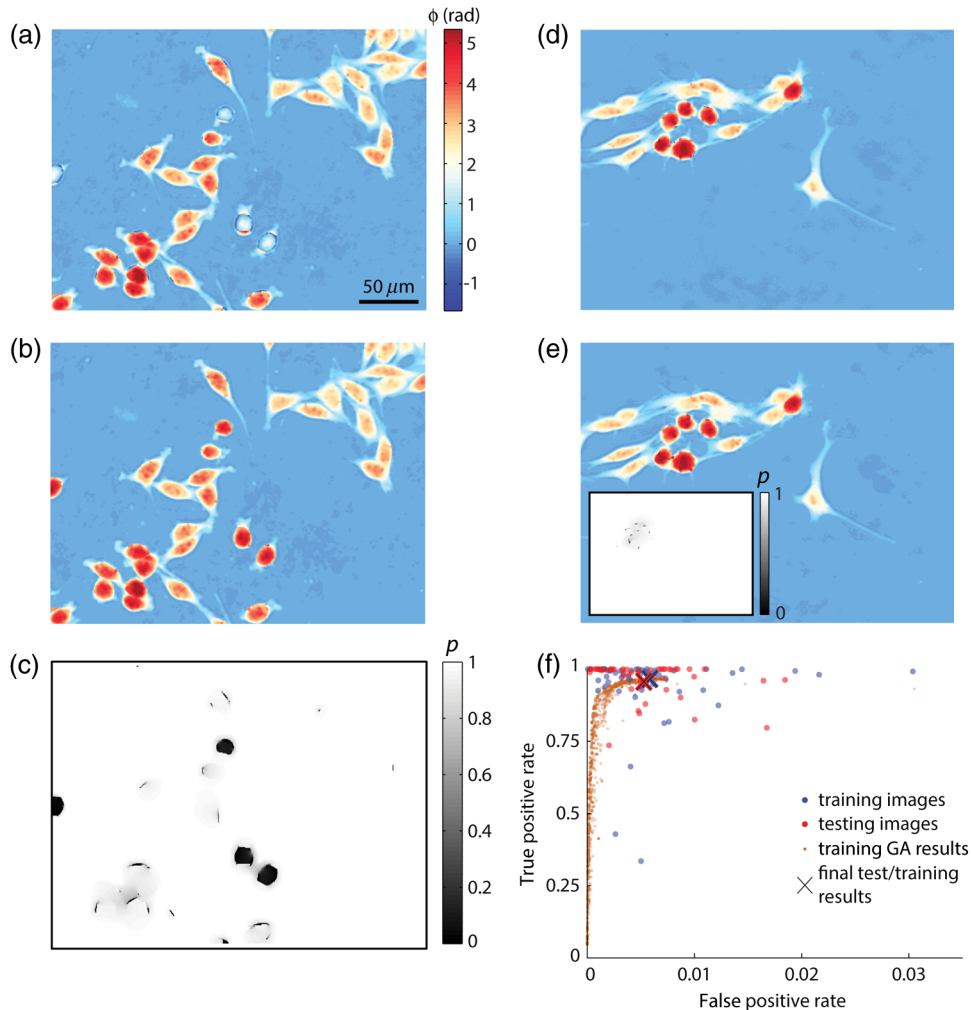 (a)
ϕ (rad)
5
4
3
2
1
0
-1
50 μm
(d)
(b)
(e)
p
1
0
(c)
p
1
0.8
0.6
0.4
0.2
0
(f)
True positive rate
1
0.75
0.5
0.25
0
training images
testing images
training GA results
final test/training
results
0 0.01 0.02 0.03
False positive rate